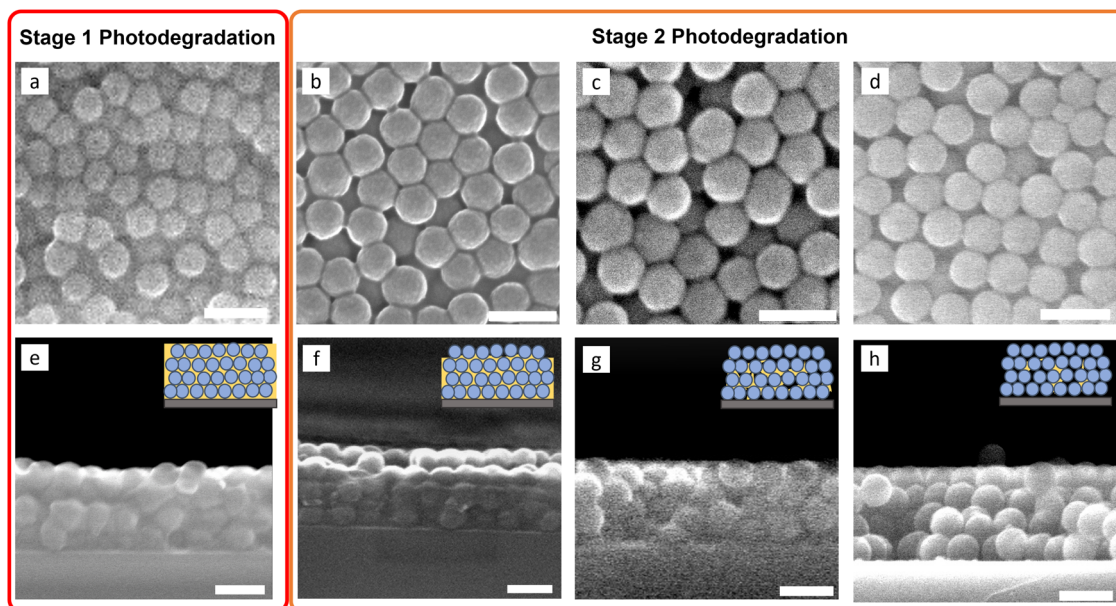 Stage 1 Photodegradation
Stage 2 Photodegradation
a
b
c
d
e
f
g
h